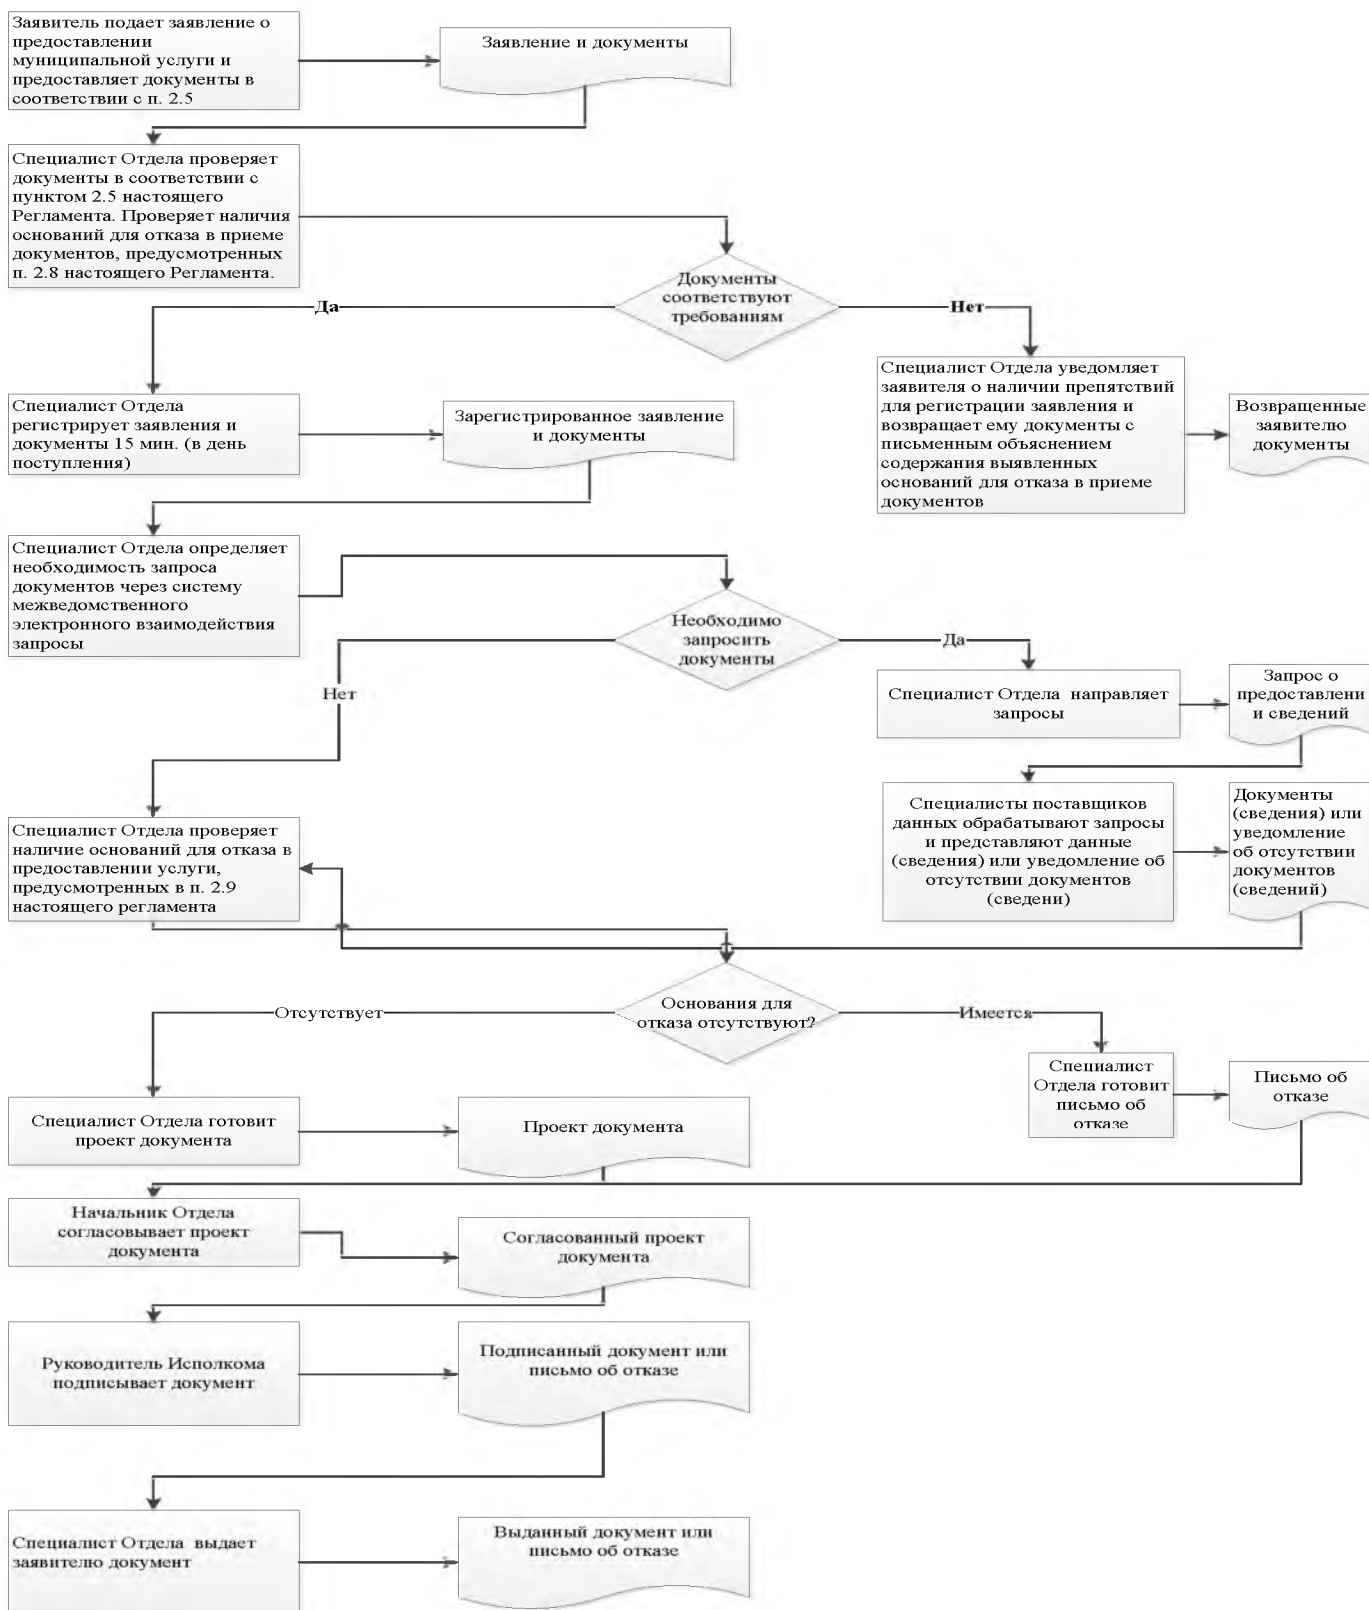 Заявитель подает заявление о
предоставлении
муниципальной услуги и
предоставляет документы в
соответствии с п. 2.5
Заявление и документы
Специалист Отдела проверяет
документы в соответствии с
пунктом 2.5 настоящего
Регламента. Проверяет наличия
оснований для отказа в приеме
документов, предусмотренных
п. 2.8 настоящего Регламента.
Документы
соответствуют
требованиям
Да
Нет
Специалист Отдела
регистрирует заявления и
документы 15 мин. (в день
поступления)
Зарегистрированное заявление
и документы
Специалист Отдела уведомляет
заявителя о наличии препятствий
для регистрации заявления и
возвращает ему документы с
письменным объяснением
содержания выявленных
оснований для отказа в приеме
документов
Возвращенные
заявителю
документы
Специалист Отдела определяет
необходимость запроса
документов через систему
межведомственного
электронного взаимодействия
запросы
Необходимо
запросить
документы
Да
Нет
Специалист Отдела  направляет
запросы
Запрос о
предоставлени
и сведений
Специалисты поставщиков
данных обрабатывают запросы
и представляют данные
(сведения) или уведомление об
отсутствии документов
(сведени)
Документы
(сведения) или
уведомление
об отсутствии
документов
(сведений)
Специалист Отдела проверяет
наличие оснований для отказа в
предоставлении услуги,
предусмотренных в п. 2.9
настоящего регламента
Основания для
отказа отсутствуют?
Отсутствует
Имеется
Специалист
Отдела готовит
письмо об
отказе
Письмо об
отказе
Специалист Отдела готовит
проект документа
Проект документа
Начальник Отдела
согласовывает проект
документа
Согласованный проект
документа
Руководитель Исполкома
подписывает документ
Подписанный документ или
письмо об отказе
Специалист Отдела  выдает
заявителю документ
Выданный документ или
письмо об отказе